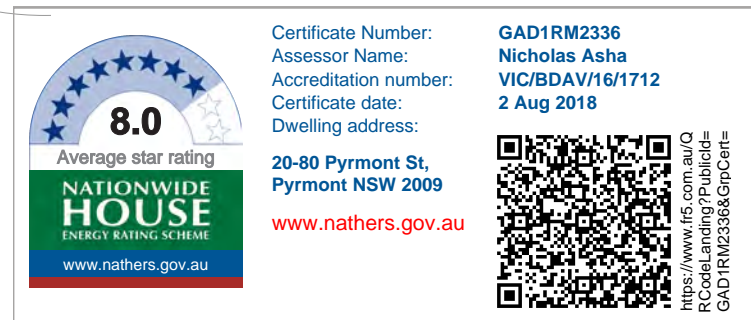 8.0
Average star rating
NATIONWIDE
HOUSE
ENERGY RATING SCHEME
www.nathers.gov.au
Certificate Number: GAD1RM2336
Assessor Name: Nicholas Asha
Accreditation number: VIC/BDAV/16/1712
Certificate date: 2 Aug 2018
Dwelling address:
20-80 Pyrmont St,
Pyrmont NSW 2009
www.nathers.gov.au
https://www.fr5.com.au/Q
RCodeLanding?PublicId=
GAD1RM2336&GrpCert=